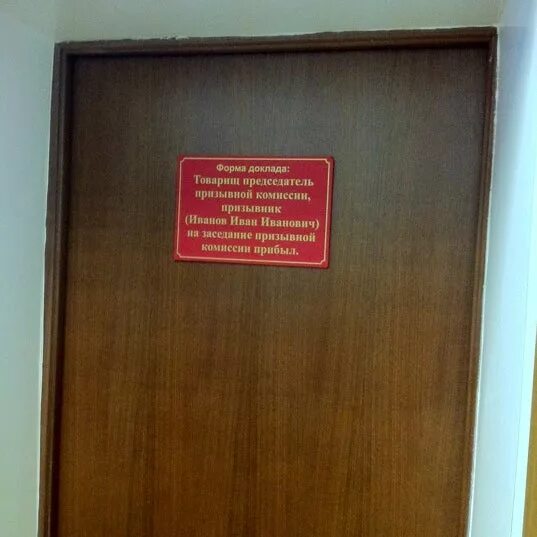 Форма доклада:
Товарищ председатель
призывной комиссии,
призывник
(Иванов Иван Иванович)
на заседание призывной
комиссии прибыл.